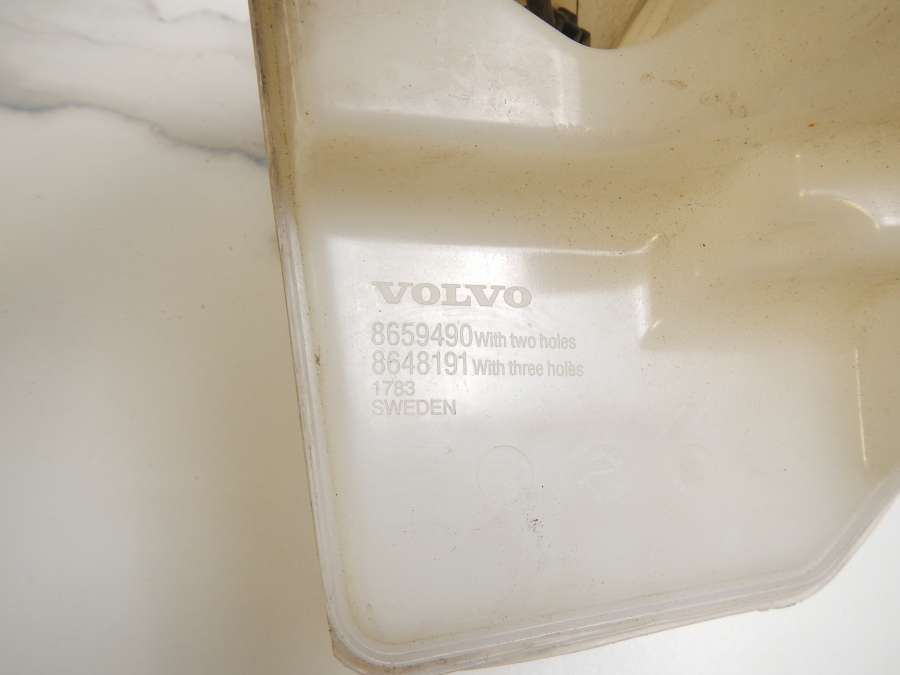 VOLVO
8659490 With two holes
8648191 With three holes
1783
SWEDEN